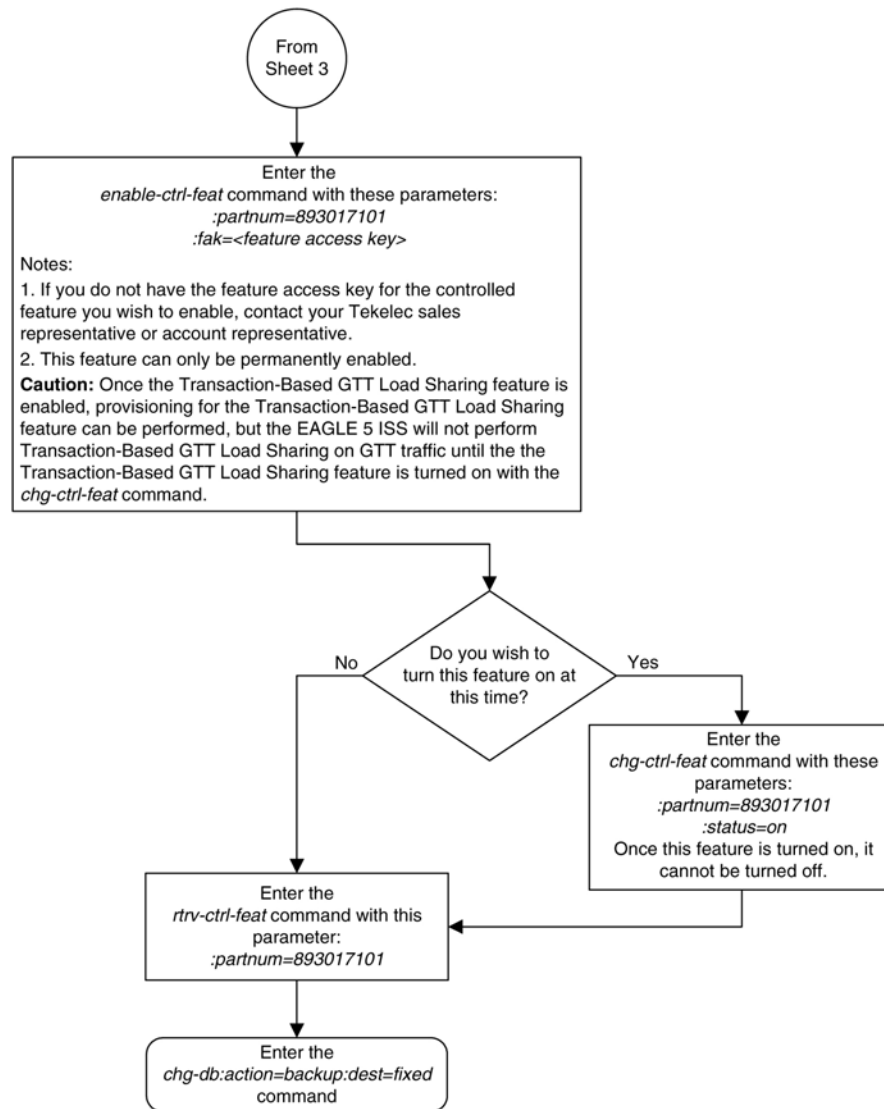 From
Sheet 3
Enter the
enable-ctrl-feat command with these parameters:
:partnum=893017101
:fak=<feature access key>
Notes:
1. If you do not have the feature access key for the controlled
feature you wish to enable, contact your Tekelec sales
representative or account representative.
2. This feature can only be permanently enabled.
Caution: Once the Transaction-Based GTT Load Sharing feature is
enabled, provisioning for the Transaction-Based GTT Load Sharing
feature can be performed, but the EAGLE 5 ISS will not perform
Transaction-Based GTT Load Sharing on GTT traffic until the the
Transaction-Based GTT Load Sharing feature is turned on with the
chg-ctrl-feat command.
Do you wish to
turn this feature on at
this time?
No
Yes
Enter the
chg-ctrl-feat command with these
parameters:
:partnum=893017101
:status=on
Once this feature is turned on, it
cannot be turned off.
Enter the
rtrv-ctrl-feat command with this
parameter:
:partnum=893017101
Enter the
chg-db:action=backup:dest=fixed
command